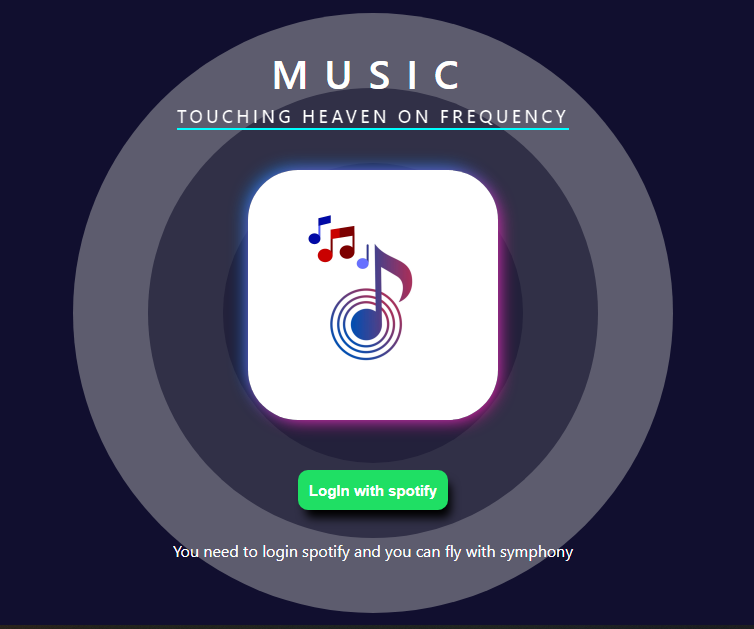 MUSIC
TOUCHING HEAVEN ON FREQUENCY
LogIn with spotify
You need to login spotify and you can fly with symphony